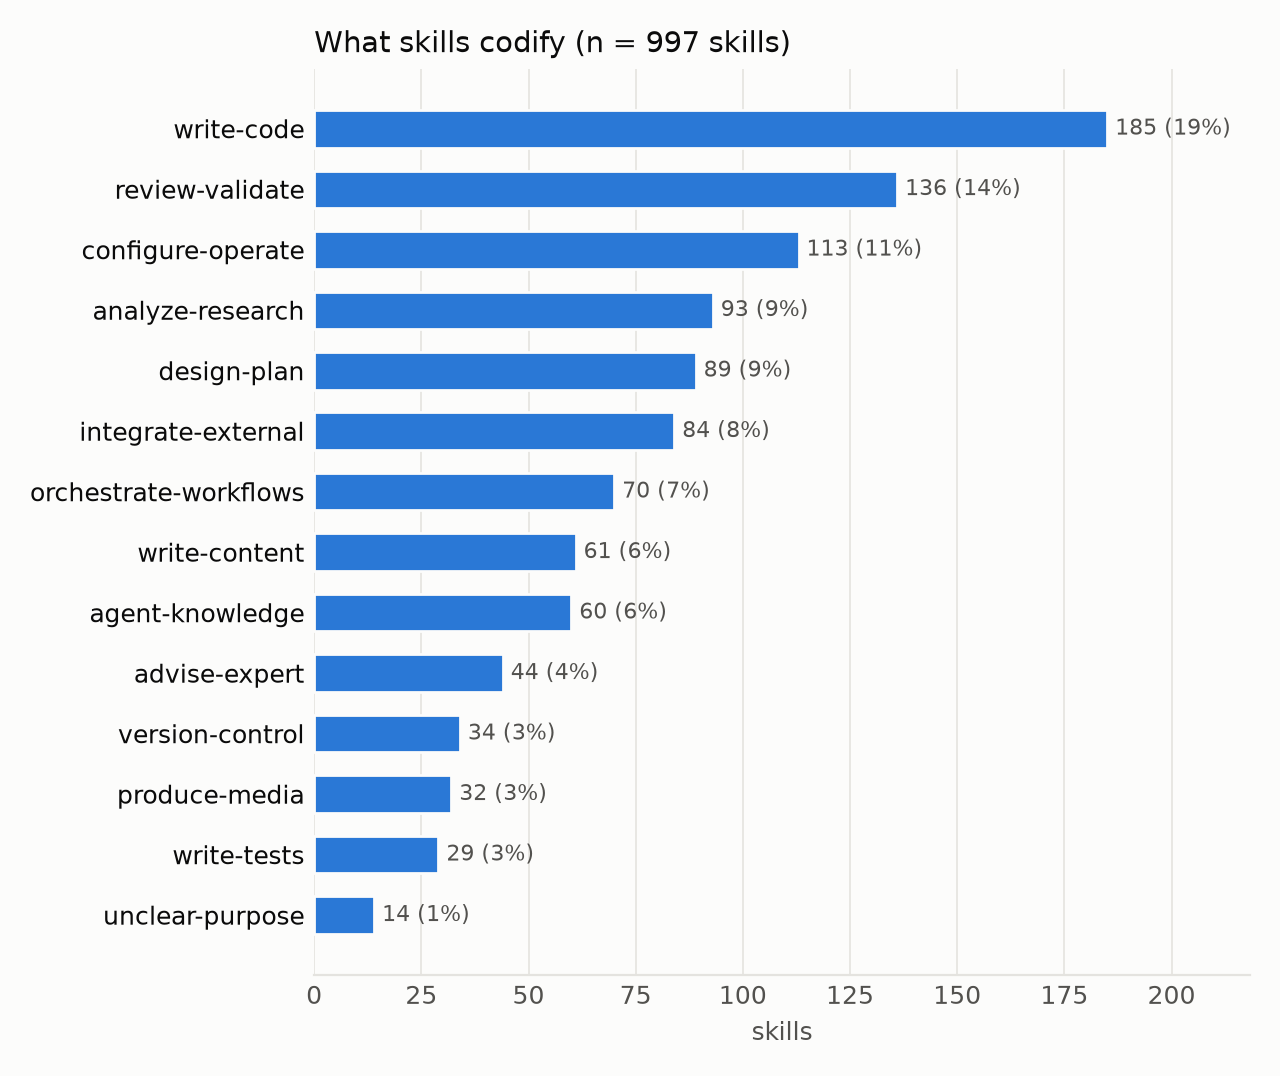 What skills codify (n = 997 skills)
write-code 185 (19%)
review-validate 136 (14%)
configure-operate 113 (11%)
analyze-research 93 (9%)
design-plan 89 (9%)
integrate-external 84 (8%)
orchestrate-workflows 70 (7%)
write-content 61 (6%)
agent-knowledge 60 (6%)
advise-expert 44 (4%)
version-control 34 (3%)
produce-media 32 (3%)
write-tests 29 (3%)
unclear-purpose 14 (1%)
0 25 50 75 100 125 150 175 200
skills